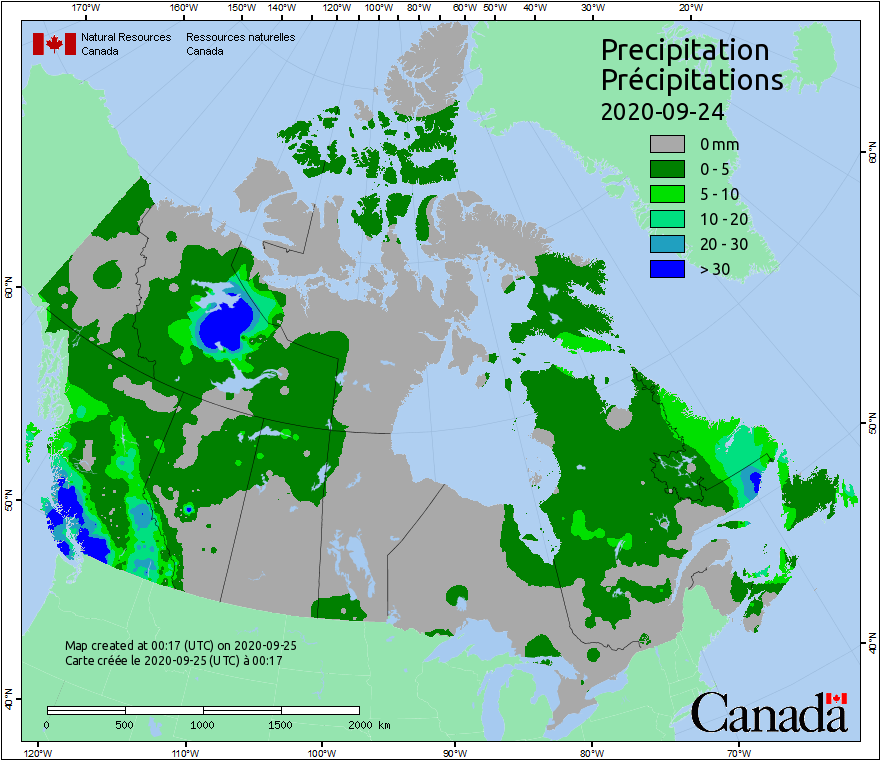 170°W 160°W 150°W 140°W 120°W 100°W 80°W 60°W 50°W 40°W 30°W 20°W
Natural Resources Ressources naturelles
Canada Canada
Precipitation
Précipitations
2020-09-24
0 mm
0 - 5
5 - 10
10 - 20
20 - 30
> 30
60°N
60°N
50°N
50°N
40°N
40°N
Map created at 00:17 (UTC) on 2020-09-25
Carte créée le 2020-09-25 (UTC) à 00:17
0 500 1000 1500 2000 km
Canada
120°W 110°W 100°W 90°W 80°W 70°W